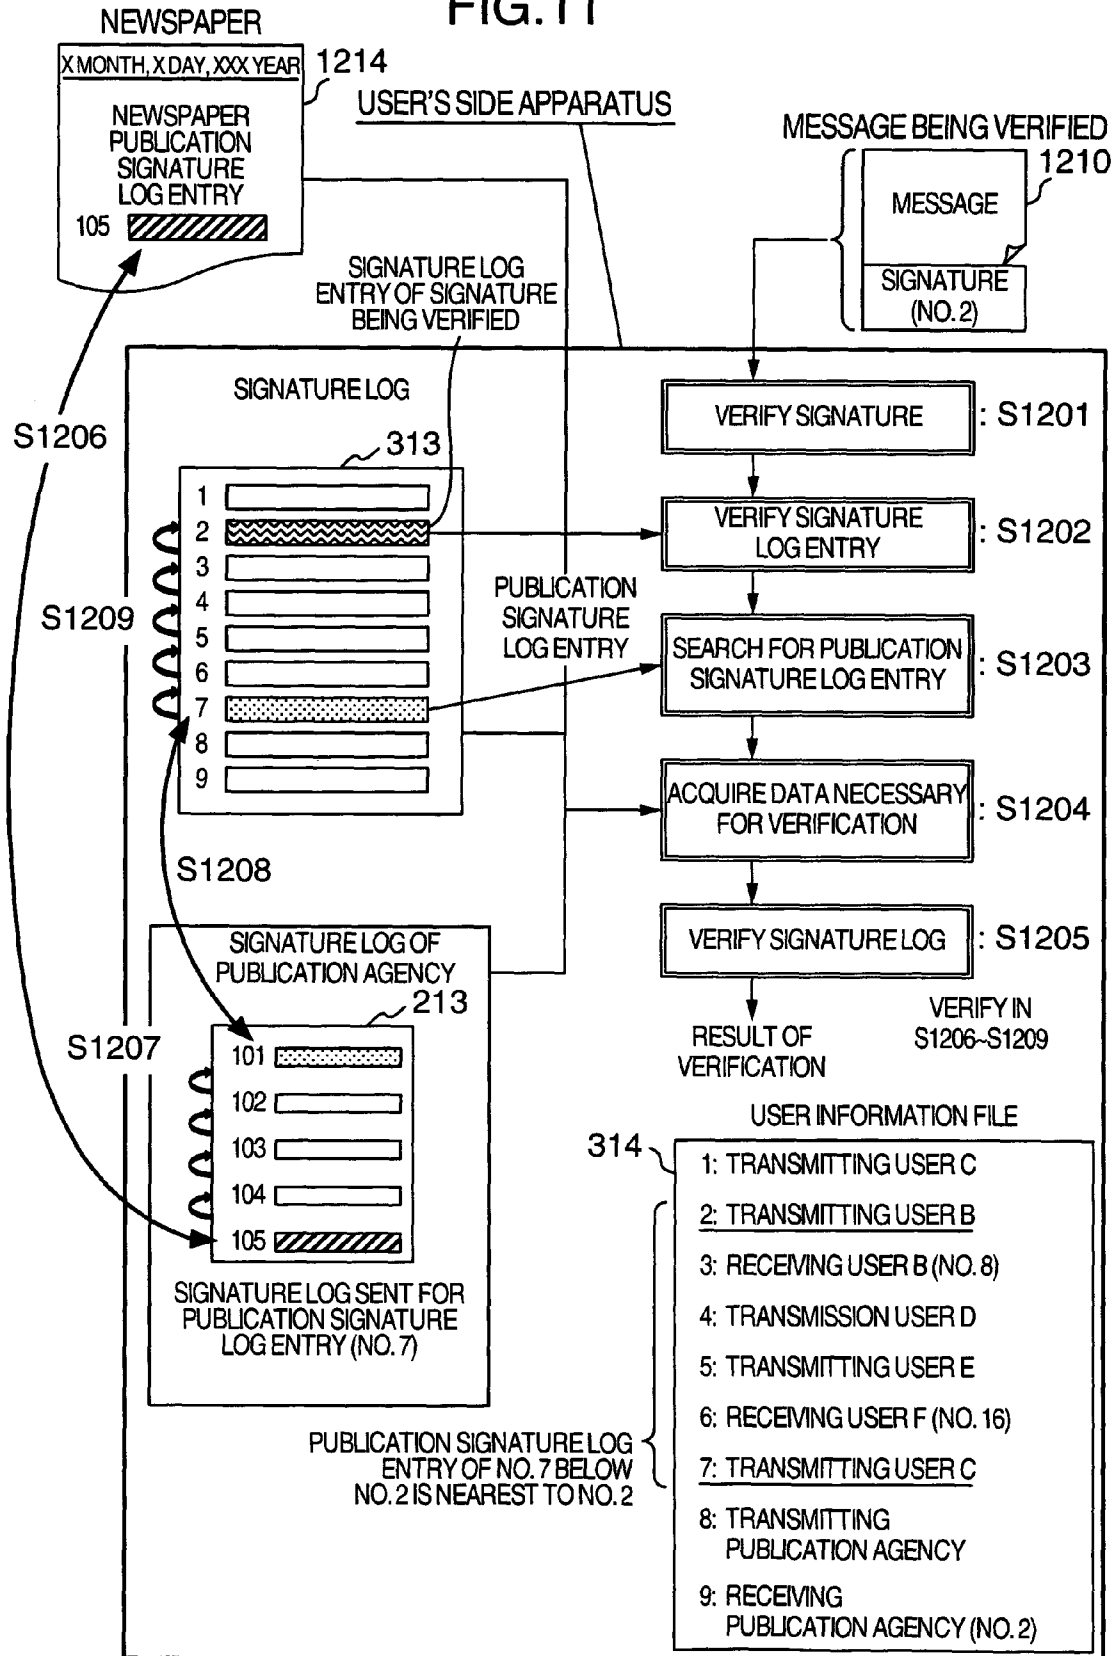 FIG. 11
NEWSPAPER
X MONTH, X DAY, XXX YEAR
1214
NEWSPAPER
PUBLICATION
SIGNATURE
LOG ENTRY
105
USER'S SIDE APPARATUS
MESSAGE BEING VERIFIED
1210
MESSAGE
SIGNATURE
(NO. 2)
SIGNATURE LOG
ENTRY OF SIGNATURE
BEING VERIFIED
S1206
SIGNATURE LOG
313
1
2
3
4
5
6
7
8
9
S1209
PUBLICATION
SIGNATURE
LOG ENTRY
VERIFY SIGNATURE
: S1201
VERIFY SIGNATURE
LOG ENTRY
: S1202
SEARCH FOR PUBLICATION
SIGNATURE LOG ENTRY
: S1203
ACQUIRE DATA NECESSARY
FOR VERIFICATION
: S1204
VERIFY SIGNATURE LOG
: S1205
RESULT OF
VERIFICATION
VERIFY IN
S1206~S1209
S1208
SIGNATURE LOG OF
PUBLICATION AGENCY
213
S1207
101
102
103
104
105
SIGNATURE LOG SENT FOR
PUBLICATION SIGNATURE
LOG ENTRY (NO. 7)
USER INFORMATION FILE
314
1: TRANSMITTING USER C
2: TRANSMITTING USER B
3: RECEIVING USER B (NO. 8)
4: TRANSMISSION USER D
5: TRANSMITTING USER E
6: RECEIVING USER F (NO. 16)
7: TRANSMITTING USER C
8: TRANSMITTING
PUBLICATION AGENCY
9: RECEIVING
PUBLICATION AGENCY (NO. 2)
PUBLICATION SIGNATURE LOG
ENTRY OF NO. 7 BELOW
NO. 2 IS NEAREST TO NO. 2